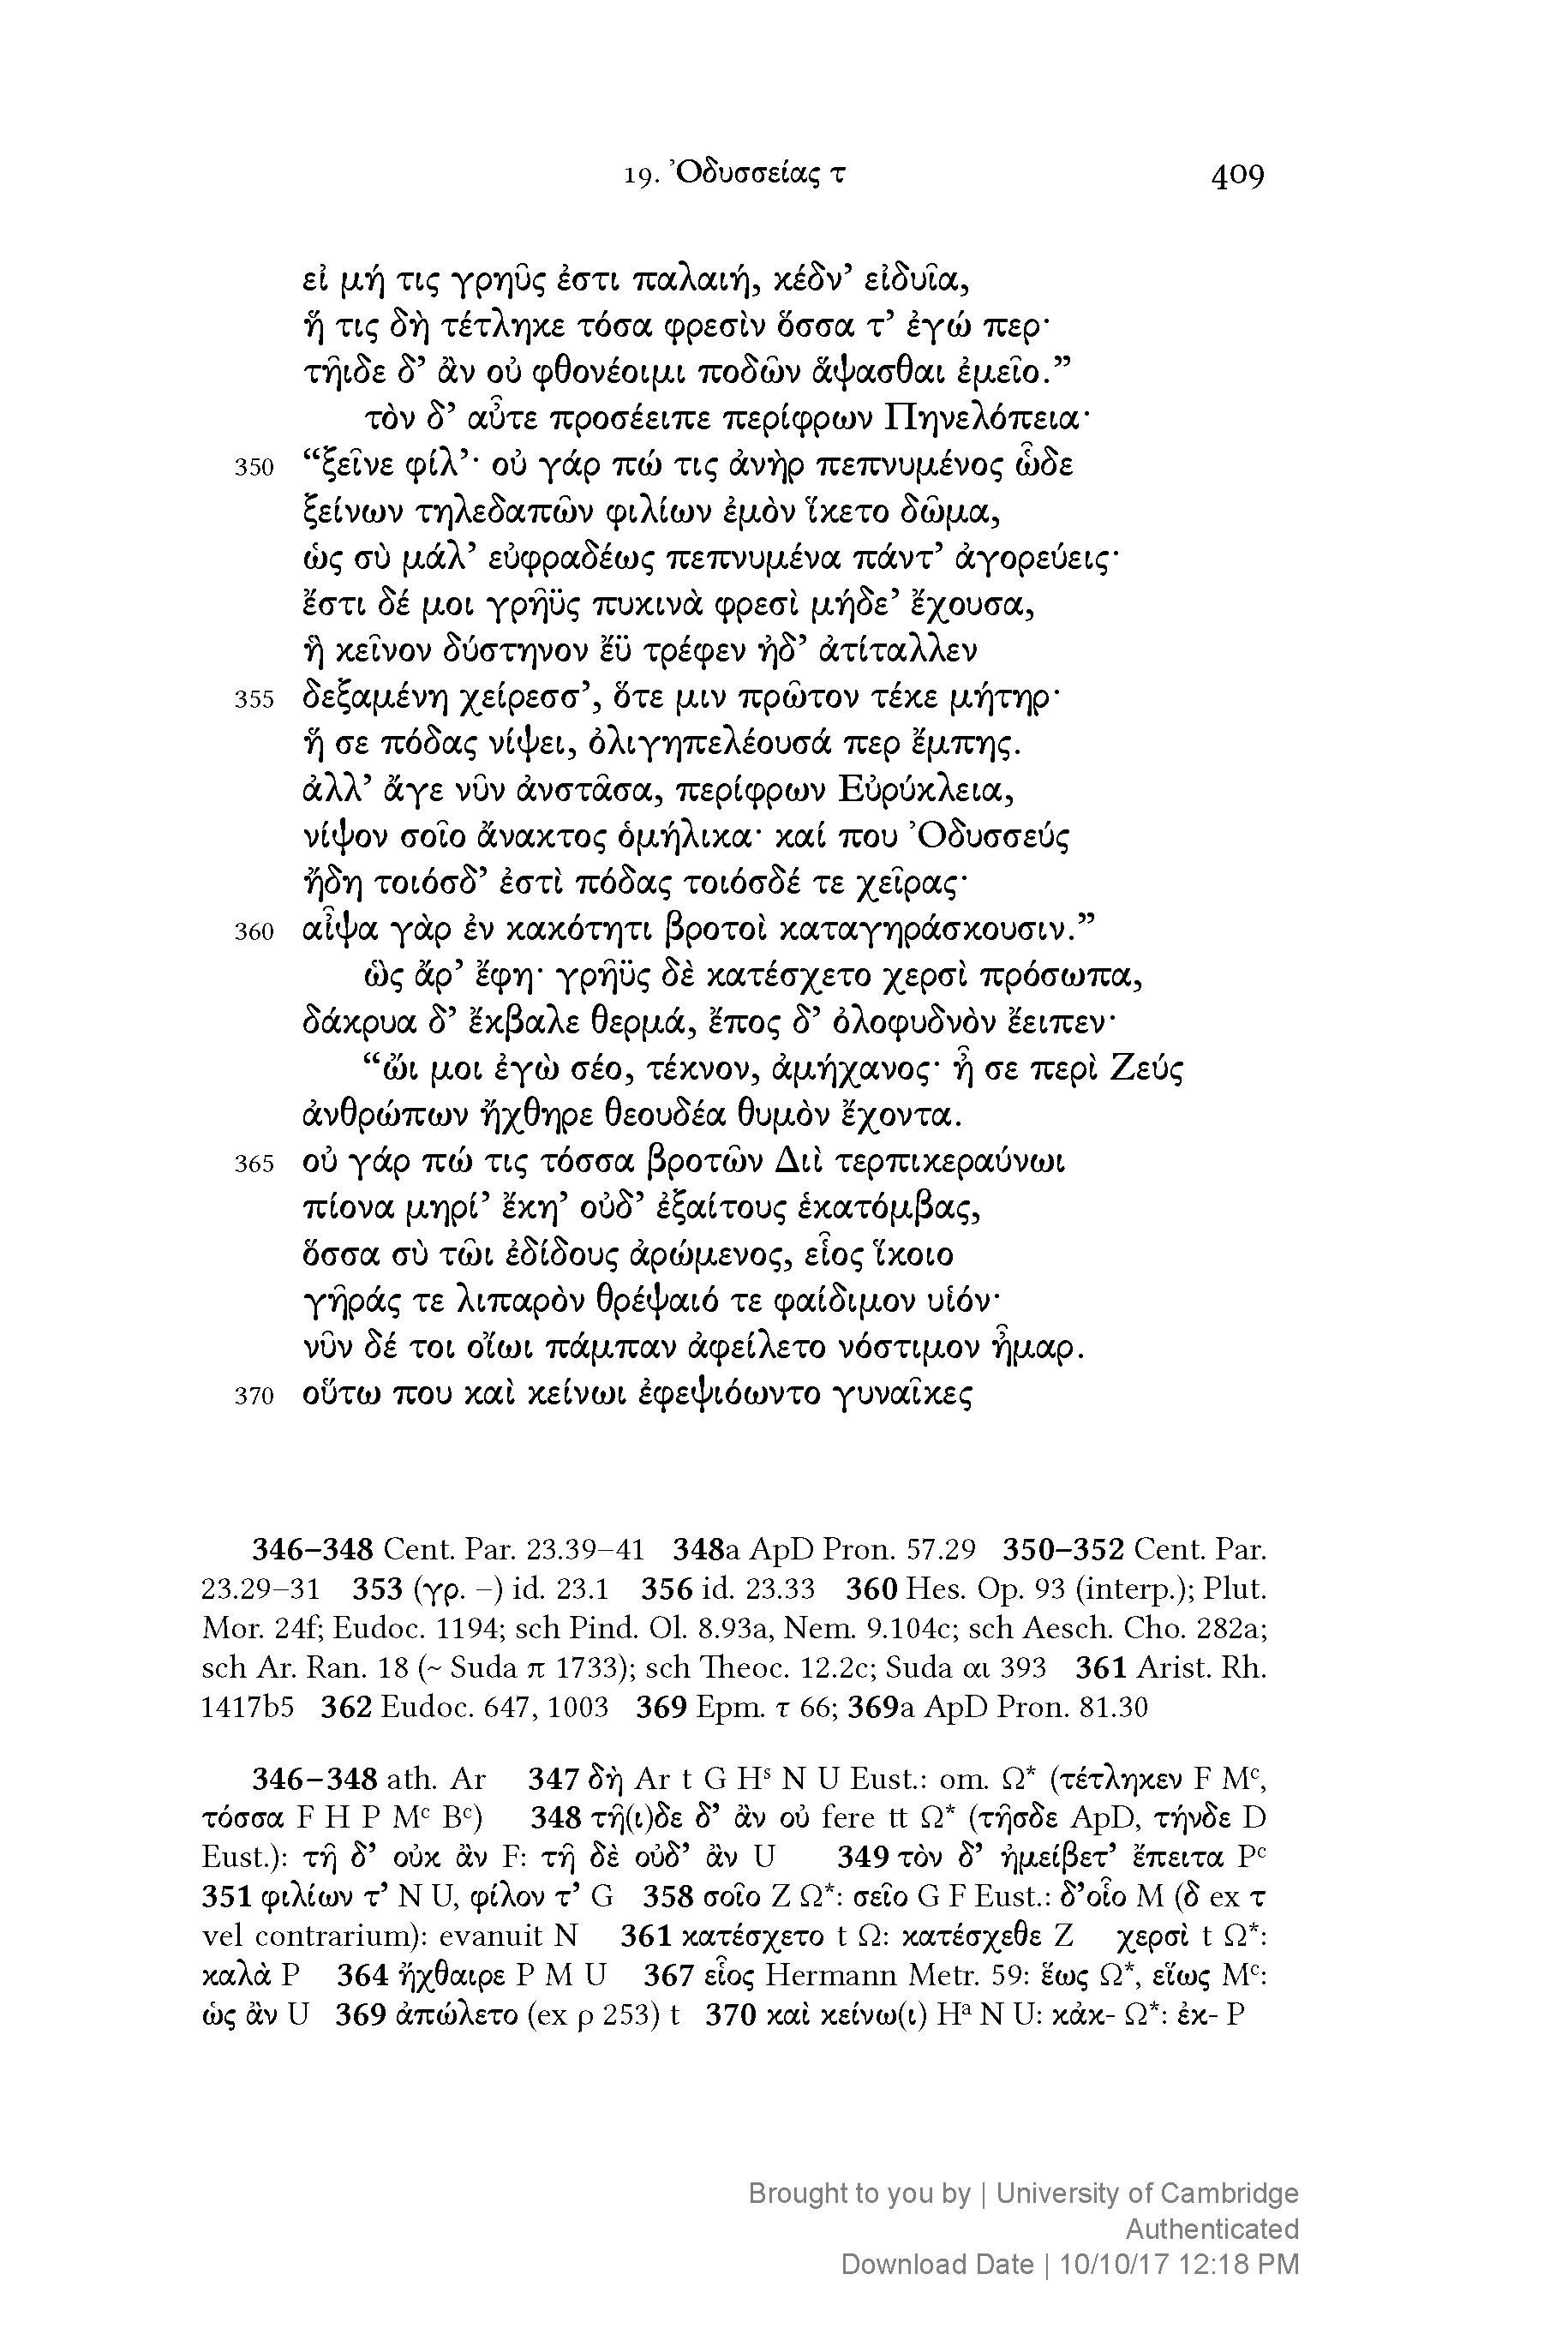 19. Ὀδυσσείας τ 409
εἰ μή τις γρηῦς ἐστι παλαιή, κέδν’ εἰδυῖα,
ἥ τις δὴ τέτληκε τόσα φρεσὶν ὅσσα τ’ ἐγώ περ·
τῆιδε δ’ ἂν οὐ φθονέοιμι ποδῶν ἅψασθαι ἐμεῖο.”
τὸν δ’ αὖτε προσέειπε περίφρων Πηνελόπεια·
350 “ξεῖνε φίλ’· οὐ γάρ πώ τις ἀνὴρ πεπνυμένος ὧδε
ξείνων τηλεδαπῶν φιλίων ἐμὸν ἵκετο δῶμα,
ὡς σὺ μάλ’ εὐφραδέως πεπνυμένα πάντ’ ἀγορεύεις·
ἔστι δέ μοι γρῆϋς πυκινὰ φρεσὶ μήδε’ ἔχουσα,
ἣ κεῖνον δύστηνον ἔϋ τρέφεν ἠδ’ ἀτίταλλεν
355 δεξαμένη χείρεσσ’, ὅτε μιν πρῶτον τέκε μήτηρ·
ἥ σε πόδας νίψει, ὀλιγηπελέουσά περ ἔμπης.
ἀλλ’ ἄγε νῦν ἀνστᾶσα, περίφρων Εὐρύκλεια,
νίψον σοῖο ἄνακτος ὁμήλικα· καί που Ὀδυσσεύς
ἤδη τοιόσδ’ ἐστὶ πόδας τοιόσδέ τε χεῖρας·
360 αἶψα γὰρ ἐν κακότητι βροτοὶ καταγηράσκουσιν.”
ὣς ἄρ’ ἔφη· γρῆϋς δὲ κατέσχετο χερσὶ πρόσωπα,
δάκρυα δ’ ἔκβαλε θερμά, ἔπος δ’ ὀλοφυδνὸν ἔειπεν·
“ὤι μοι ἐγὼ σέο, τέκνον, ἀμήχανος· ἦ σε περὶ Ζεύς
ἀνθρώπων ἤχθηρε θεουδέα θυμὸν ἔχοντα.
365 οὐ γάρ πώ τις τόσσα βροτῶν Διὶ τερπικεραύνωι
πίονα μηρί’ ἔκη’ οὐδ’ ἐξαίτους ἑκατόμβας,
ὅσσα σὺ τῶι ἐδίδους ἀρώμενος, εἷος ἵκοιο
γῆράς τε λιπαρὸν θρέψαιό τε φαίδιμον υἱόν·
νῦν δέ τοι οἴωι πάμπαν ἀφείλετο νόστιμον ἦμαρ.
370 οὕτω που καὶ κείνωι ἐφεψιόωντο γυναῖκες
346–348 Cent. Par. 23.39–41 348a ApD Pron. 57.29 350–352 Cent. Par.
23.29–31 353 (γρ. –) id. 23.1 356 id. 23.33 360 Hes. Op. 93 (interp.); Plut.
Mor. 24f; Eudoc. 1194; sch Pind. Ol. 8.93a, Nem. 9.104c; sch Aesch. Cho. 282a;
sch Ar. Ran. 18 (~ Suda π 1733); sch Theoc. 12.2c; Suda αι 393 361 Arist. Rh.
1417b5 362 Eudoc. 647, 1003 369 Epm. τ 66; 369a ApD Pron. 81.30
346–348 ath. Ar 347 δὴ Ar t G Hˢ N U Eust.: om. Ω* (τέτληκεν F Mᶜ,
τόσσα F H P Mᶜ Bᶜ) 348 τῆ(ι)δε δ’ ἂν οὐ fere tt Ω* (τῆσδε ApD, τήνδε D
Eust.): τῆ δ’ οὐκ ἂν F: τῆ δὲ οὐδ’ ἂν U 349 τὸν δ’ ἠμείβετ’ ἔπειτα Pᶜ
351 φιλίων τ’ N U, φίλον τ’ G 358 σοῖο Z Ω*: σεῖο G F Eust.: δ’οἷο M (δ ex τ
vel contrarium): evanuit N 361 κατέσχετο t Ω: κατέσχεθε Z χερσὶ t Ω*:
καλὰ P 364 ἤχθαιρε P M U 367 εἷος Hermann Metr. 59: ἕως Ω*, εἵως Mᶜ:
ὡς ἂν U 369 ἀπώλετο (ex ρ 253) t 370 καὶ κείνω(ι) Hᵃ N U: κἀκ- Ω*: ἐκ- P
Brought to you by | University of Cambridge
Authenticated
Download Date | 10/10/17 12:18 PM